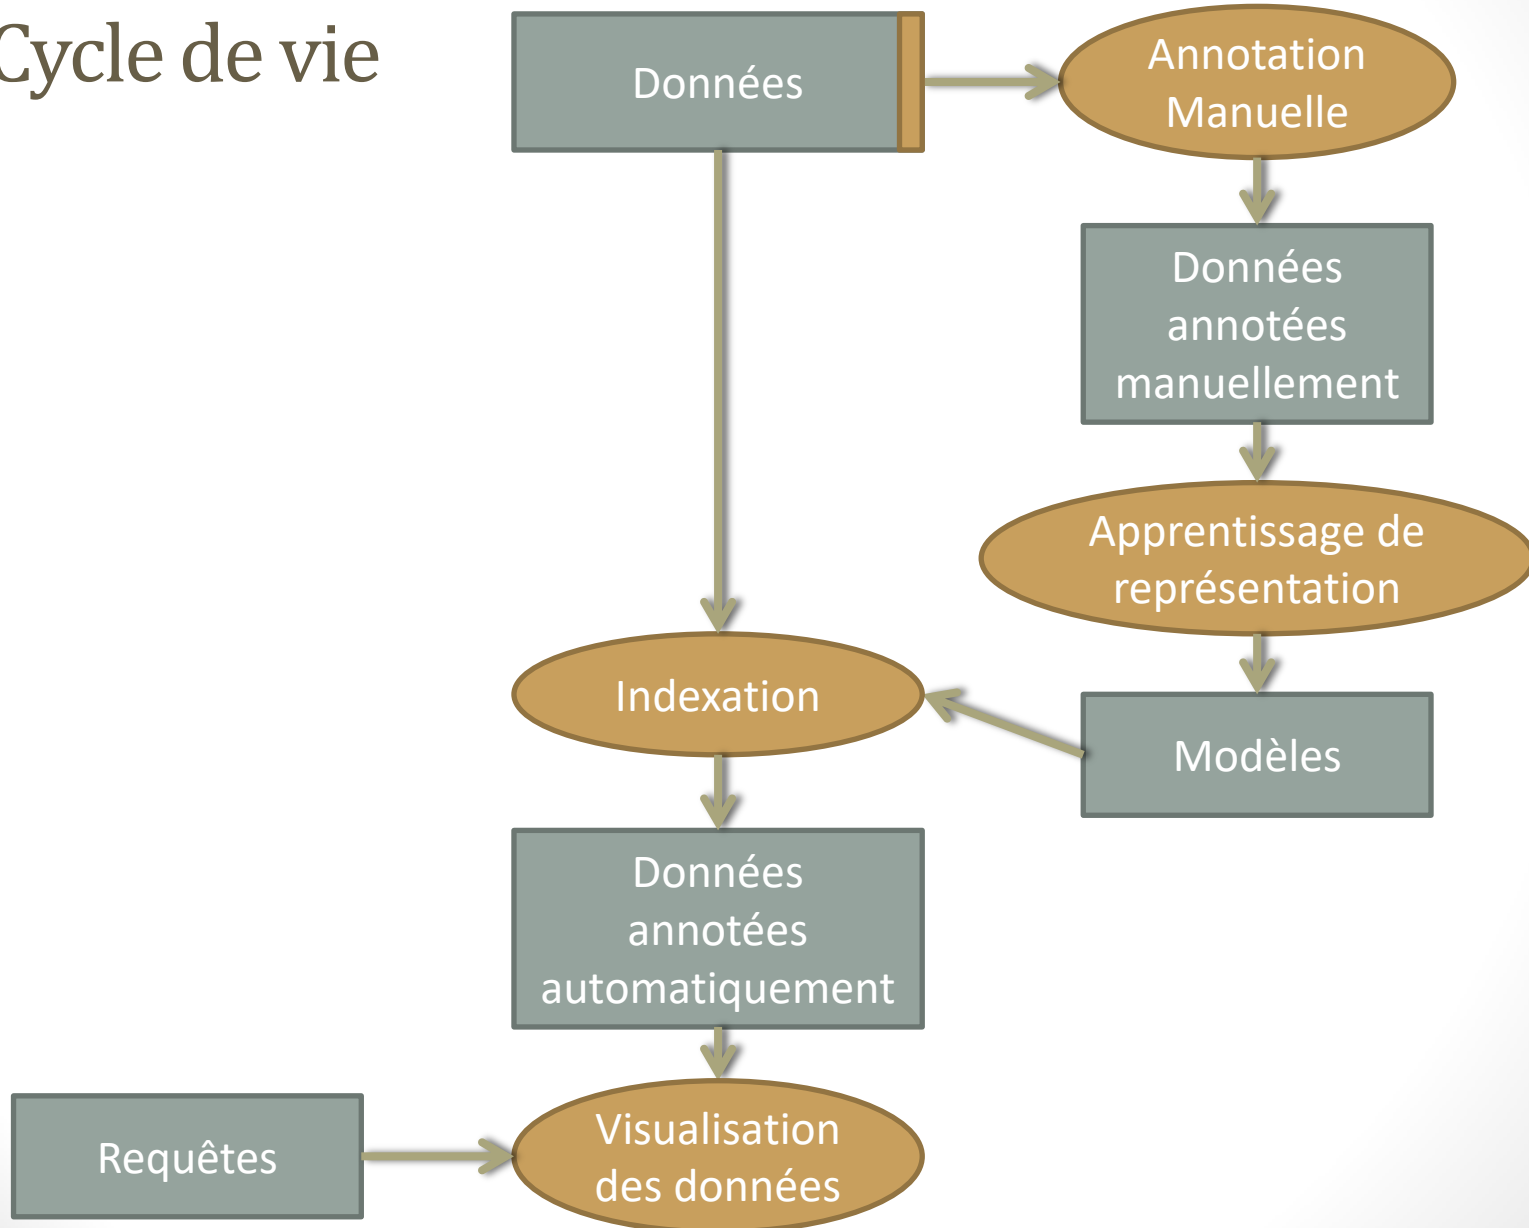 Cycle de vie
Données
Annotation
Manuelle
Données
annotées
manuellement
Apprentissage de
représentation
Indexation
Modèles
Données
annotées
automatiquement
Requêtes
Visualisation
des données